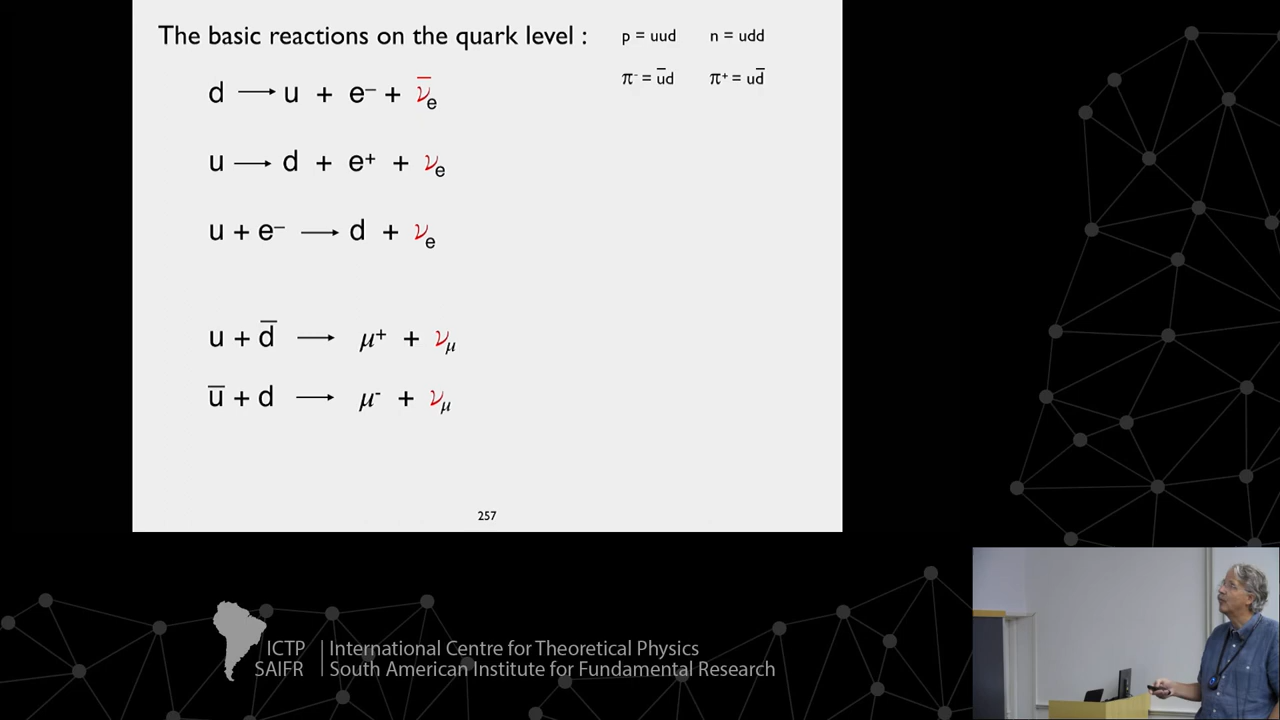 The basic reactions on the quark level :
p = uud n = udd
π⁻ = u̅d π⁺ = ud̅
d ⟶ u + e⁻ + ν̅ₑ
u ⟶ d + e⁺ + νₑ
u + e⁻ ⟶ d + νₑ
u + d̅ ⟶ μ⁺ + ν_μ
u̅ + d ⟶ μ⁻ + ν_μ
257
ICTP
SAIFR
International Centre for Theoretical Physics
South American Institute for Fundamental Research